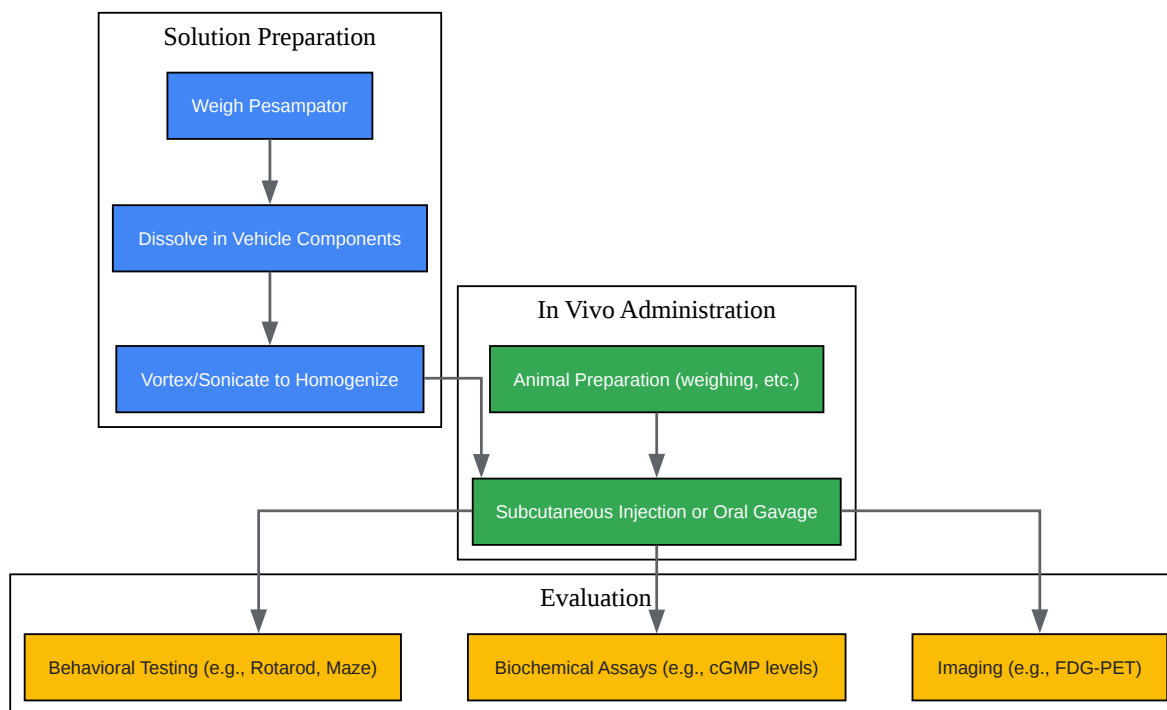 Solution Preparation
Weigh Pesampator
Dissolve in Vehicle Components
Vortex/Sonicate to Homogenize
In Vivo Administration
Animal Preparation (weighing, etc.)
Subcutaneous Injection or Oral Gavage
Evaluation
Behavioral Testing (e.g., Rotarod, Maze)
Biochemical Assays (e.g., cGMP levels)
Imaging (e.g., FDG-PET)